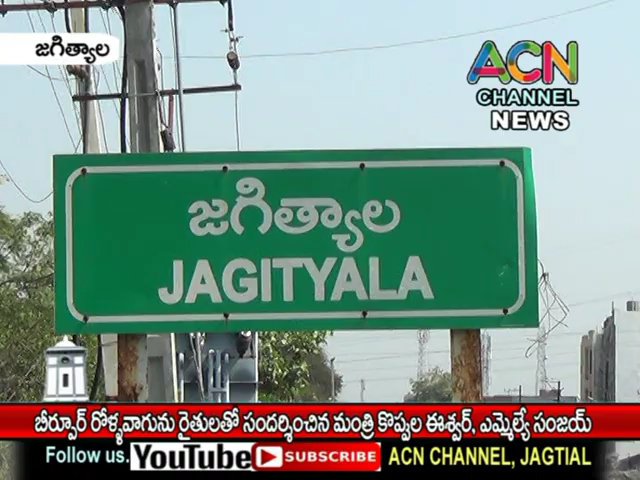 జగిత్యాల
ACN
CHANNEL
NEWS
జగిత్యాల
JAGITYALA
బీర్పూర్ రోళ్ళవాగును రైతులతో సందర్శించిన మంత్రి కొప్పుల ఈశ్వర్, ఎమ్మెల్యే సంజయ్
Follow us. YouTube SUBSCRIBE ACN CHANNEL, JAGTIAL